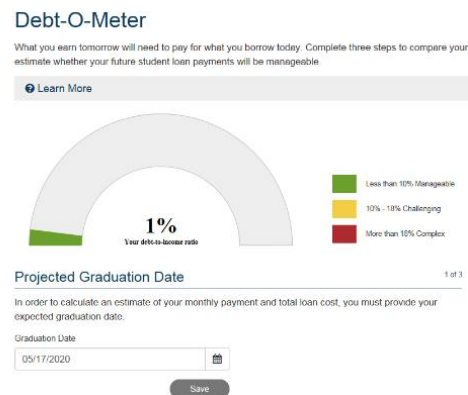 Debt-O-Meter
What you earn tomorrow will need to pay for what you borrow today. Complete three steps to compare your
estimate whether your future student loan payments will be manageable.
Learn More
1%
Your debt-to-income ratio
Less than 10% Manageable
10% - 18% Challenging
More than 18% Complex
Projected Graduation Date
1 of 3
In order to calculate an estimate of your monthly payment and total loan cost, you must provide your
expected graduation date.
Graduation Date
05/17/2020
Save